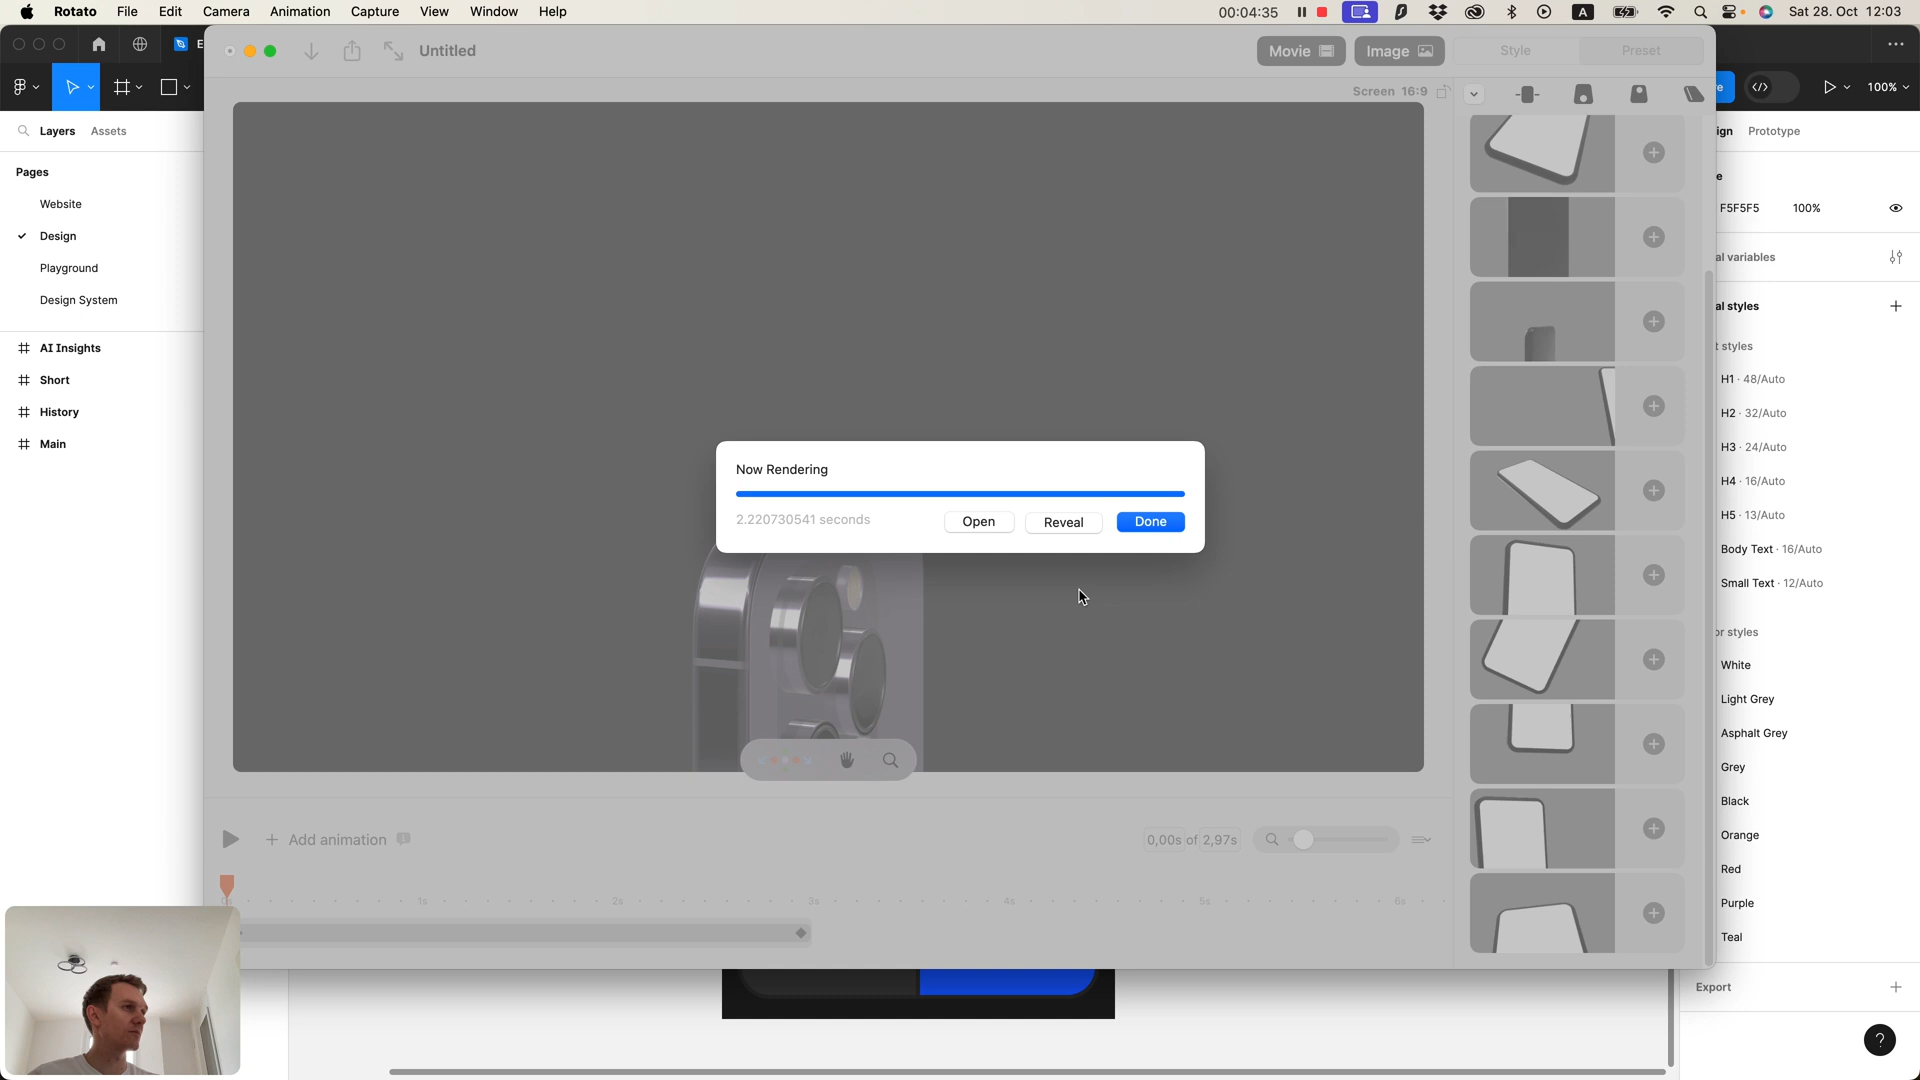 Rotato File Edit Camera Animation Capture View Window Help 00:04:35 A Sat 28. Oct 12:03
E
Untitled
Movie Image Style Preset
e 100%
Screen 16:9
Layers Assets
ign Prototype
Pages
e
Website
F5F5F5 100%
Design
al variables
Playground
Design System
al styles
AI Insights
t styles
Short
H1 · 48/Auto
History
H2 · 32/Auto
Main
H3 · 24/Auto
Now Rendering
H4 · 16/Auto
2.220730541 seconds Open Reveal Done
H5 · 13/Auto
Body Text · 16/Auto
Small Text · 12/Auto
or styles
White
Light Grey
Asphalt Grey
Grey
Black
Add animation
0,00s of 2,97s
Orange
Red
1s 2s 3s 4s 5s 6s
Purple
Teal
Export
?